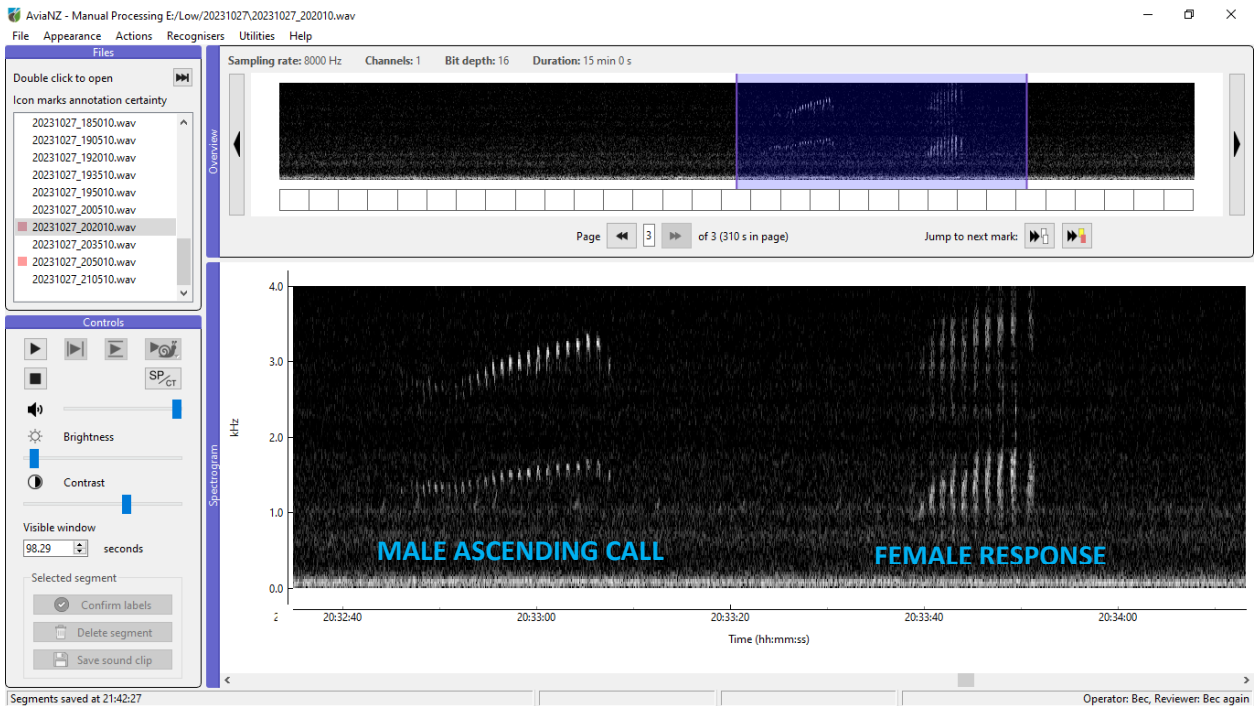 AviaNZ - Manual Processing E:/Low/20231027\20231027_202010.wav
File Appearance Actions Recognisers Utilities Help
Files
Double click to open
Icon marks annotation certainty
20231027_185010.wav
20231027_190510.wav
20231027_192010.wav
20231027_193510.wav
20231027_195010.wav
20231027_200510.wav
20231027_202010.wav
20231027_203510.wav
20231027_205010.wav
20231027_210510.wav
Controls
SP/CT
Brightness
Contrast
Visible window
98.29 seconds
Selected segment
Confirm labels
Delete segment
Save sound clip
Overview
Sampling rate: 8000 Hz Channels: 1 Bit depth: 16 Duration: 15 min 0 s
Page 3 of 3 (310 s in page) Jump to next mark:
Spectrogram
kHz
4.0
3.0
2.0
1.0
0.0
MALE ASCENDING CALL
FEMALE RESPONSE
20:32:40 20:33:00 20:33:20 20:33:40 20:34:00
Time (hh:mm:ss)
Segments saved at 21:42:27
Operator: Bec, Reviewer: Bec again